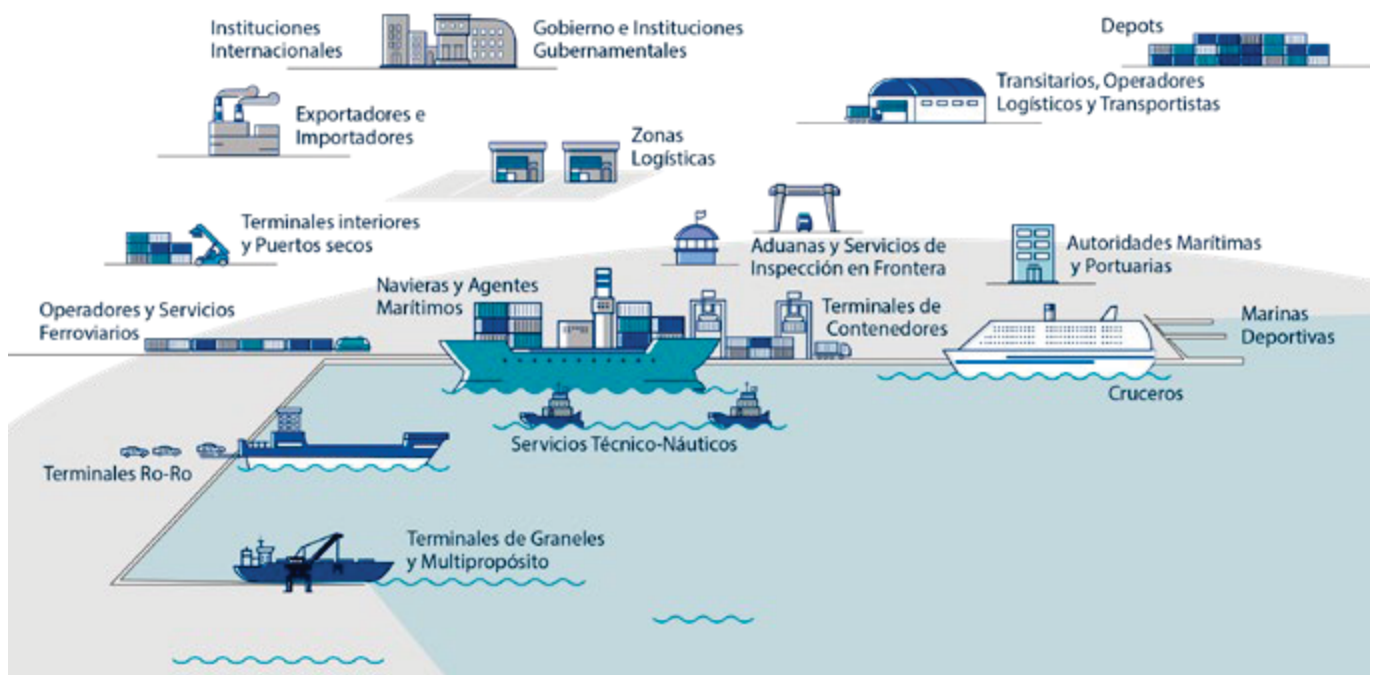 Instituciones
Internacionales
Gobierno e Instituciones
Gubernamentales
Depots
Transitarios, Operadores
Logísticos y Transportistas
Exportadores e
Importadores
Zonas
Logísticas
Terminales interiores
y Puertos secos
Aduanas y Servicios de
Inspección en Frontera
Autoridades Marítimas
y Portuarias
Navieras y Agentes
Marítimos
Operadores y Servicios
Ferroviarios
Terminales de
Contenedores
Marinas
Deportivas
Cruceros
Servicios Técnico-Náuticos
Terminales Ro-Ro
Terminales de Graneles
y Multipropósito